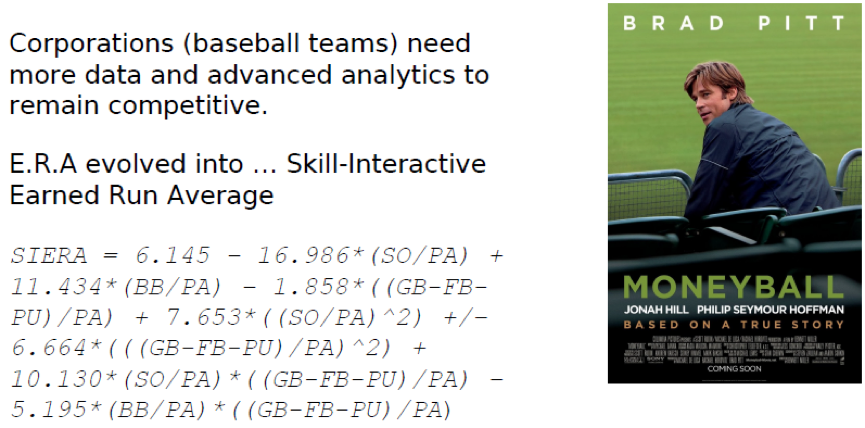 Corporations (baseball teams) need
more data and advanced analytics to
remain competitive.
E.R.A evolved into ... Skill-Interactive
Earned Run Average
SIERA = 6.145 - 16.986*(SO/PA) +
11.434*(BB/PA) - 1.858*((GB-FB-
PU)/PA) + 7.653*((SO/PA)^2) +/-
6.664*(((GB-FB-PU)/PA)^2) +
10.130*(SO/PA)*((GB-FB-PU)/PA) -
5.195*(BB/PA)*((GB-FB-PU)/PA)
BRAD PITT
MONEYBALL
JONAH HILL PHILIP SEYMOUR HOFFMAN
BASED ON A TRUE STORY
COMING SOON